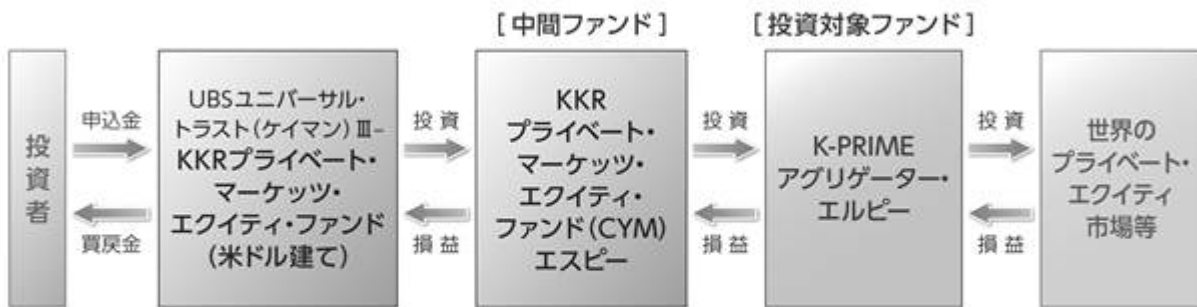 [中間ファンド]
[投資対象ファンド]
投資者
申込金
買戻金
UBSユニバーサル・
トラスト(ケイマン)Ⅲ–
KKRプライベート・
マーケッツ・
エクイティ・ファンド
(米ドル建て)
投資
損益
KKR
プライベート・
マーケッツ・
エクイティ・
ファンド(CYM)
エスピー
投資
損益
K-PRIME
アグリゲーター・
エルピー
投資
損益
世界の
プライベート・
エクイティ
市場等